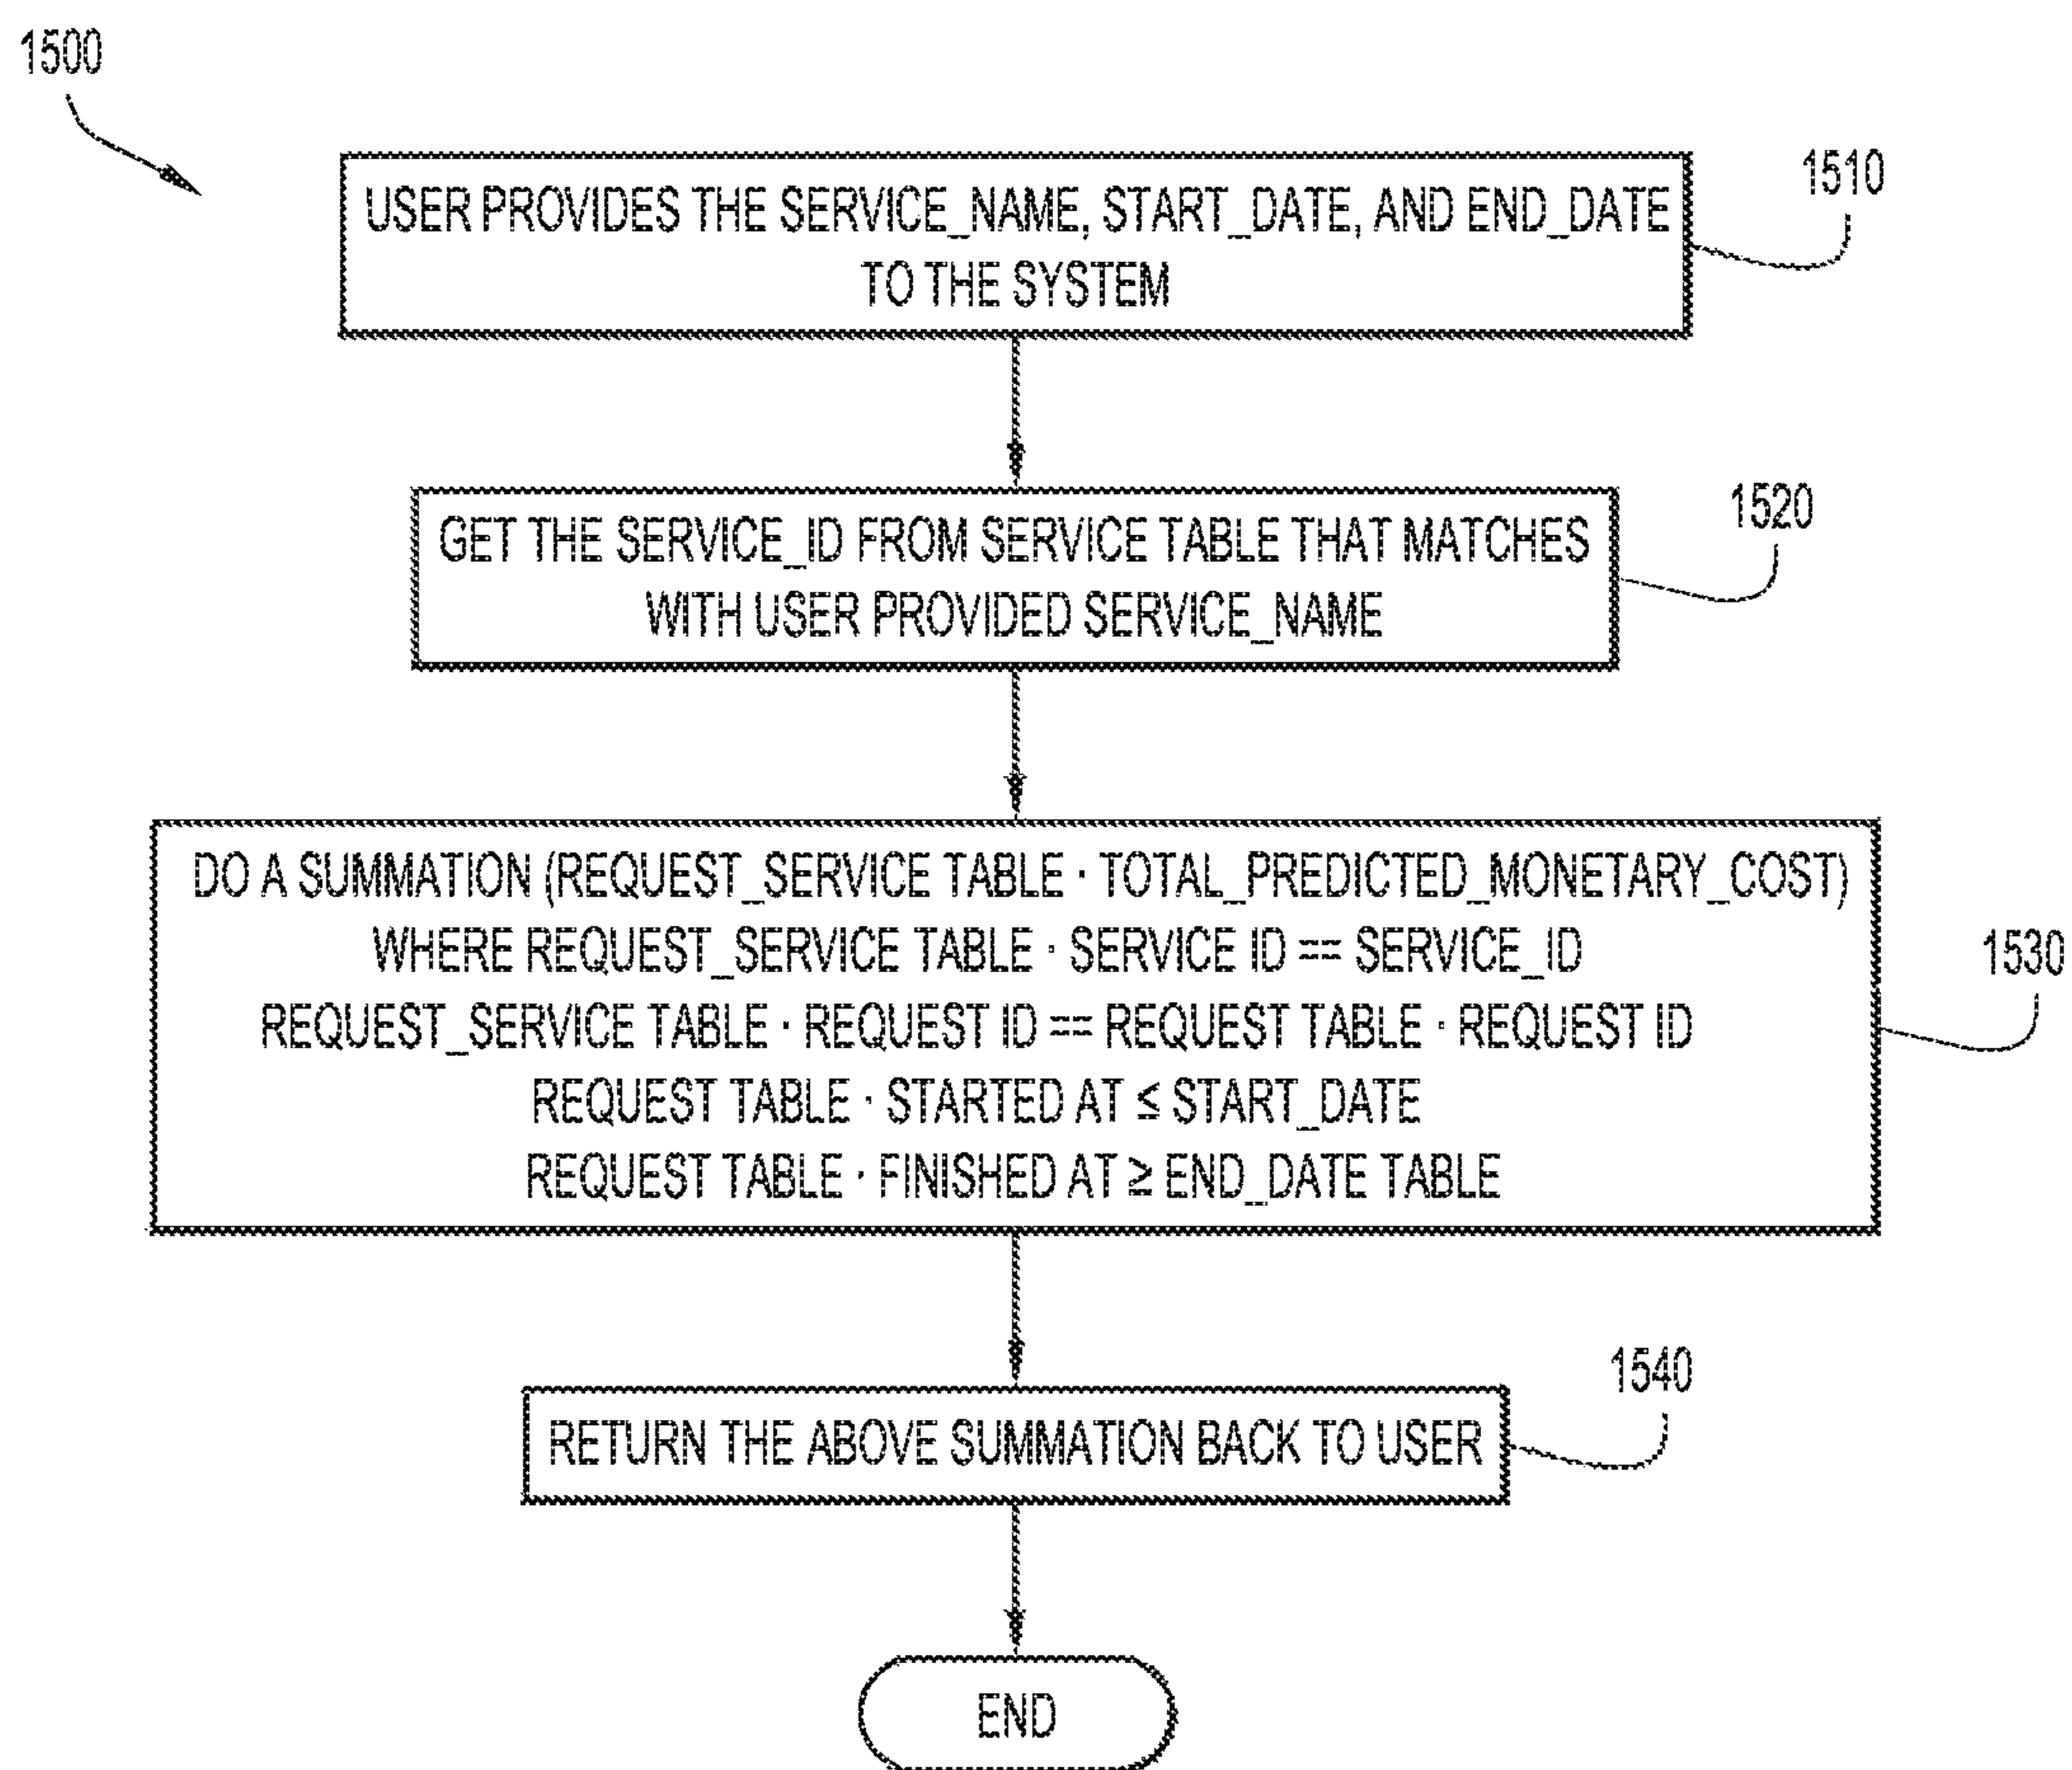 1500
USER PROVIDES THE SERVICE_NAME, START_DATE, AND END_DATE
TO THE SYSTEM
1510
GET THE SERVICE_ID FROM SERVICE TABLE THAT MATCHES
WITH USER PROVIDED SERVICE_NAME
1520
DO A SUMMATION (REQUEST_SERVICE TABLE · TOTAL_PREDICTED_MONETARY_COST)
WHERE REQUEST_SERVICE TABLE · SERVICE ID == SERVICE_ID
REQUEST_SERVICE TABLE · REQUEST ID == REQUEST TABLE · REQUEST ID
REQUEST TABLE · STARTED AT ≤ START_DATE
REQUEST TABLE · FINISHED AT ≥ END_DATE TABLE
1530
RETURN THE ABOVE SUMMATION BACK TO USER
1540
END